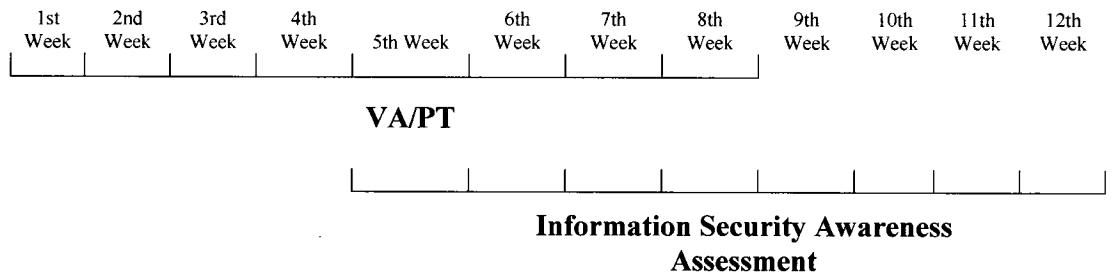 1st Week 2nd Week 3rd Week 4th Week 5th Week 6th Week 7th Week 8th Week 9th Week 10th Week 11th Week 12th Week
VA/PT
Information Security Awareness
Assessment